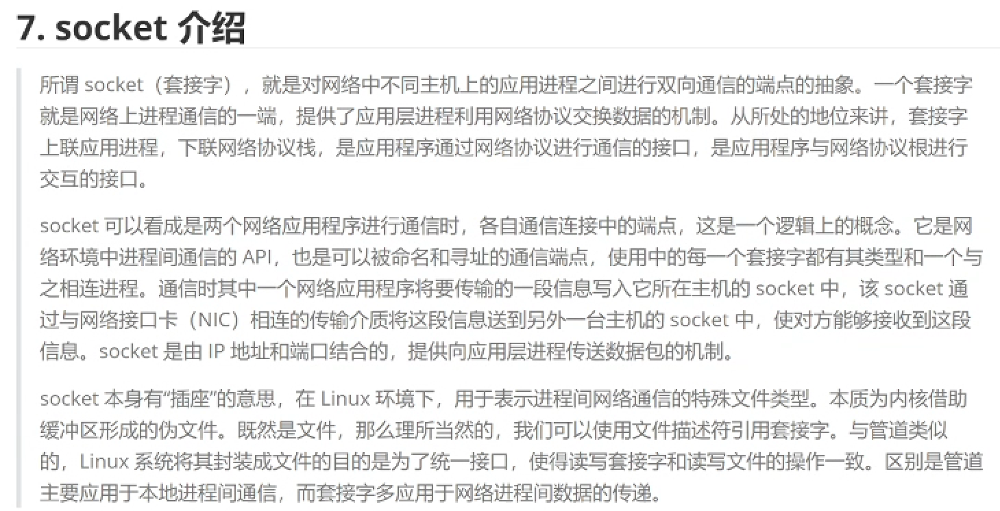 7. socket 介绍
所谓 socket（套接字），就是对网络中不同主机上的应用进程之间进行双向通信的端点的抽象。一个套接字
就是网络上进程通信的一端，提供了应用层进程利用网络协议交换数据的机制。从所处的地位来讲，套接字
上联应用进程，下联网络协议栈，是应用程序通过网络协议进行通信的接口，是应用程序与网络协议根进行
交互的接口。
socket 可以看成是两个网络应用程序进行通信时，各自通信连接中的端点，这是一个逻辑上的概念。它是网
络环境中进程间通信的 API，也是可以被命名和寻址的通信端点，使用中的每一个套接字都有其类型和一个与
之相连进程。通信时其中一个网络应用程序将要传输的一段信息写入它所在主机的 socket 中，该 socket 通
过与网络接口卡（NIC）相连的传输介质将这段信息送到另外一台主机的 socket 中，使对方能够接收到这段
信息。socket 是由 IP 地址和端口结合的，提供向应用层进程传送数据包的机制。
socket 本身有“插座”的意思，在 Linux 环境下，用于表示进程间网络通信的特殊文件类型。本质为内核借助
缓冲区形成的伪文件。既然是文件，那么理所当然的，我们可以使用文件描述符引用套接字。与管道类似
的，Linux 系统将其封装成文件的目的是为了统一接口，使得读写套接字和读写文件的操作一致。区别是管道
主要应用于本地进程间通信，而套接字多应用于网络进程间数据的传递。